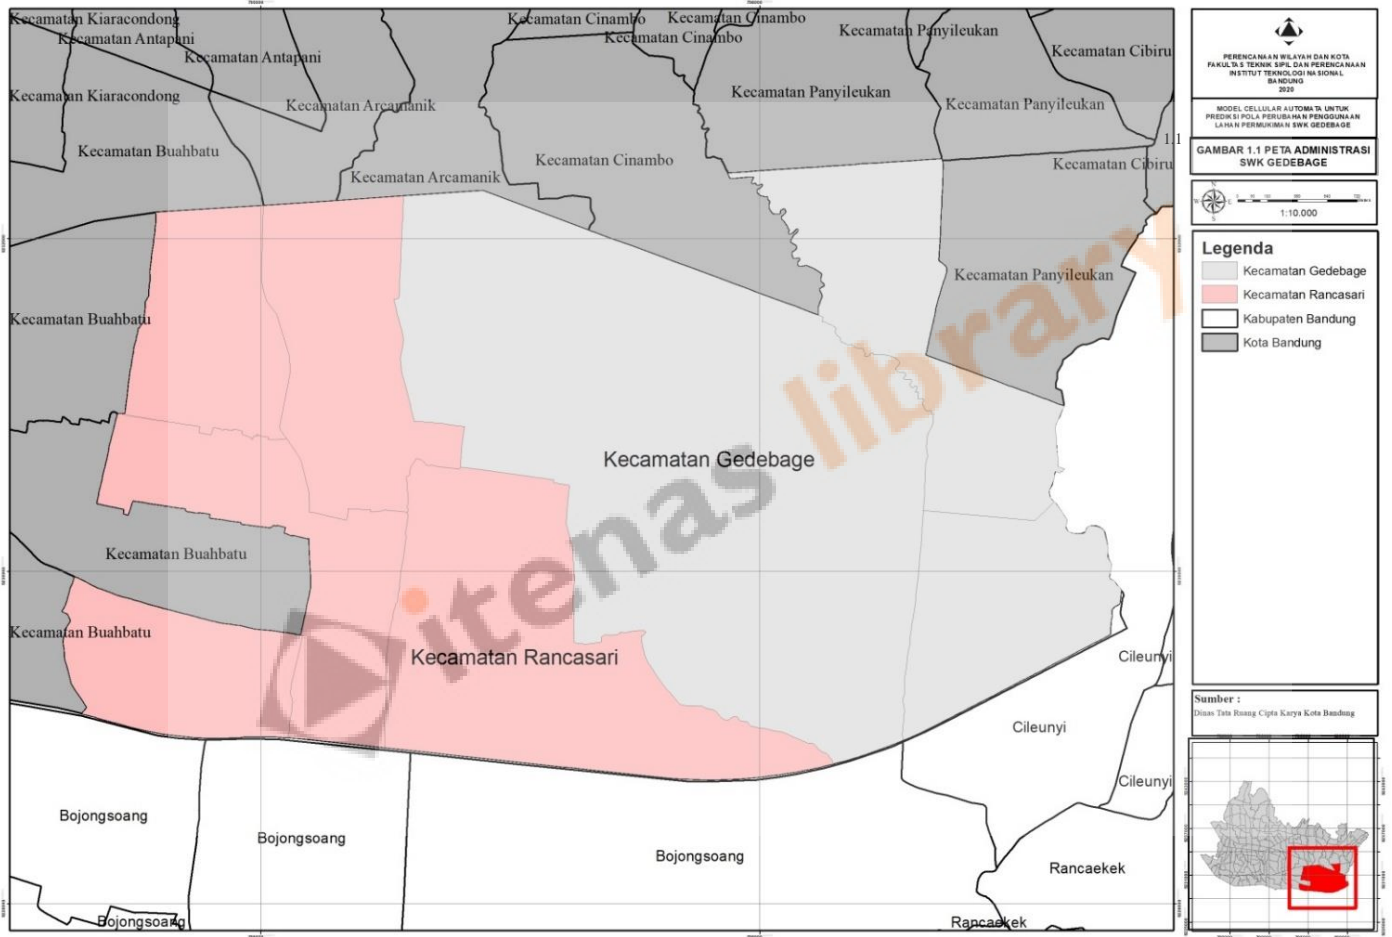 Kecamatan Kiaracondong
Kecamatan Antapani
Kecamatan Antapani
Kecamatan Kiaracondong
Kecamatan Arcamanik
Kecamatan Buahbatu
Kecamatan Arcamanik
Kecamatan Cinambo
Kecamatan Cinambo
Kecamatan Cinambo
Kecamatan Cinambo
Kecamatan Panyileukan
Kecamatan Panyileukan
Kecamatan Panyileukan
Kecamatan Cibiru
1.1
Kecamatan Cibiru
Kecamatan Panyileukan
Kecamatan Buahbatu
Kecamatan Gedebage
Kecamatan Buahbatu
Kecamatan Buahbatu
Kecamatan Rancasari
itenas library
Cileunyi
Cileunyi
Cileunyi
Bojongsoang
Bojongsoang
Bojongsoang
Rancaekek
Bojongsoang
Rancaekek
PERENCANAAN WILAYAH DAN KOTA
FAKULTAS TEKNIK SIPIL DAN PERENCANAAN
INSTITUT TEKNOLOGI NASIONAL
BANDUNG
2020
MODEL CELLULAR AUTOMATA UNTUK
PREDIKSI POLA PERUBAHAN PENGGUNAAN
LAHAN PERMUKIMAN SWK GEDEBAGE
GAMBAR 1.1 PETA ADMINISTRASI
SWK GEDEBAGE
N
W E
S
1:10.000
Legenda
Kecamatan Gedebage
Kecamatan Rancasari
Kabupaten Bandung
Kota Bandung
Sumber :
Dinas Tata Ruang Cipta Karya Kota Bandung